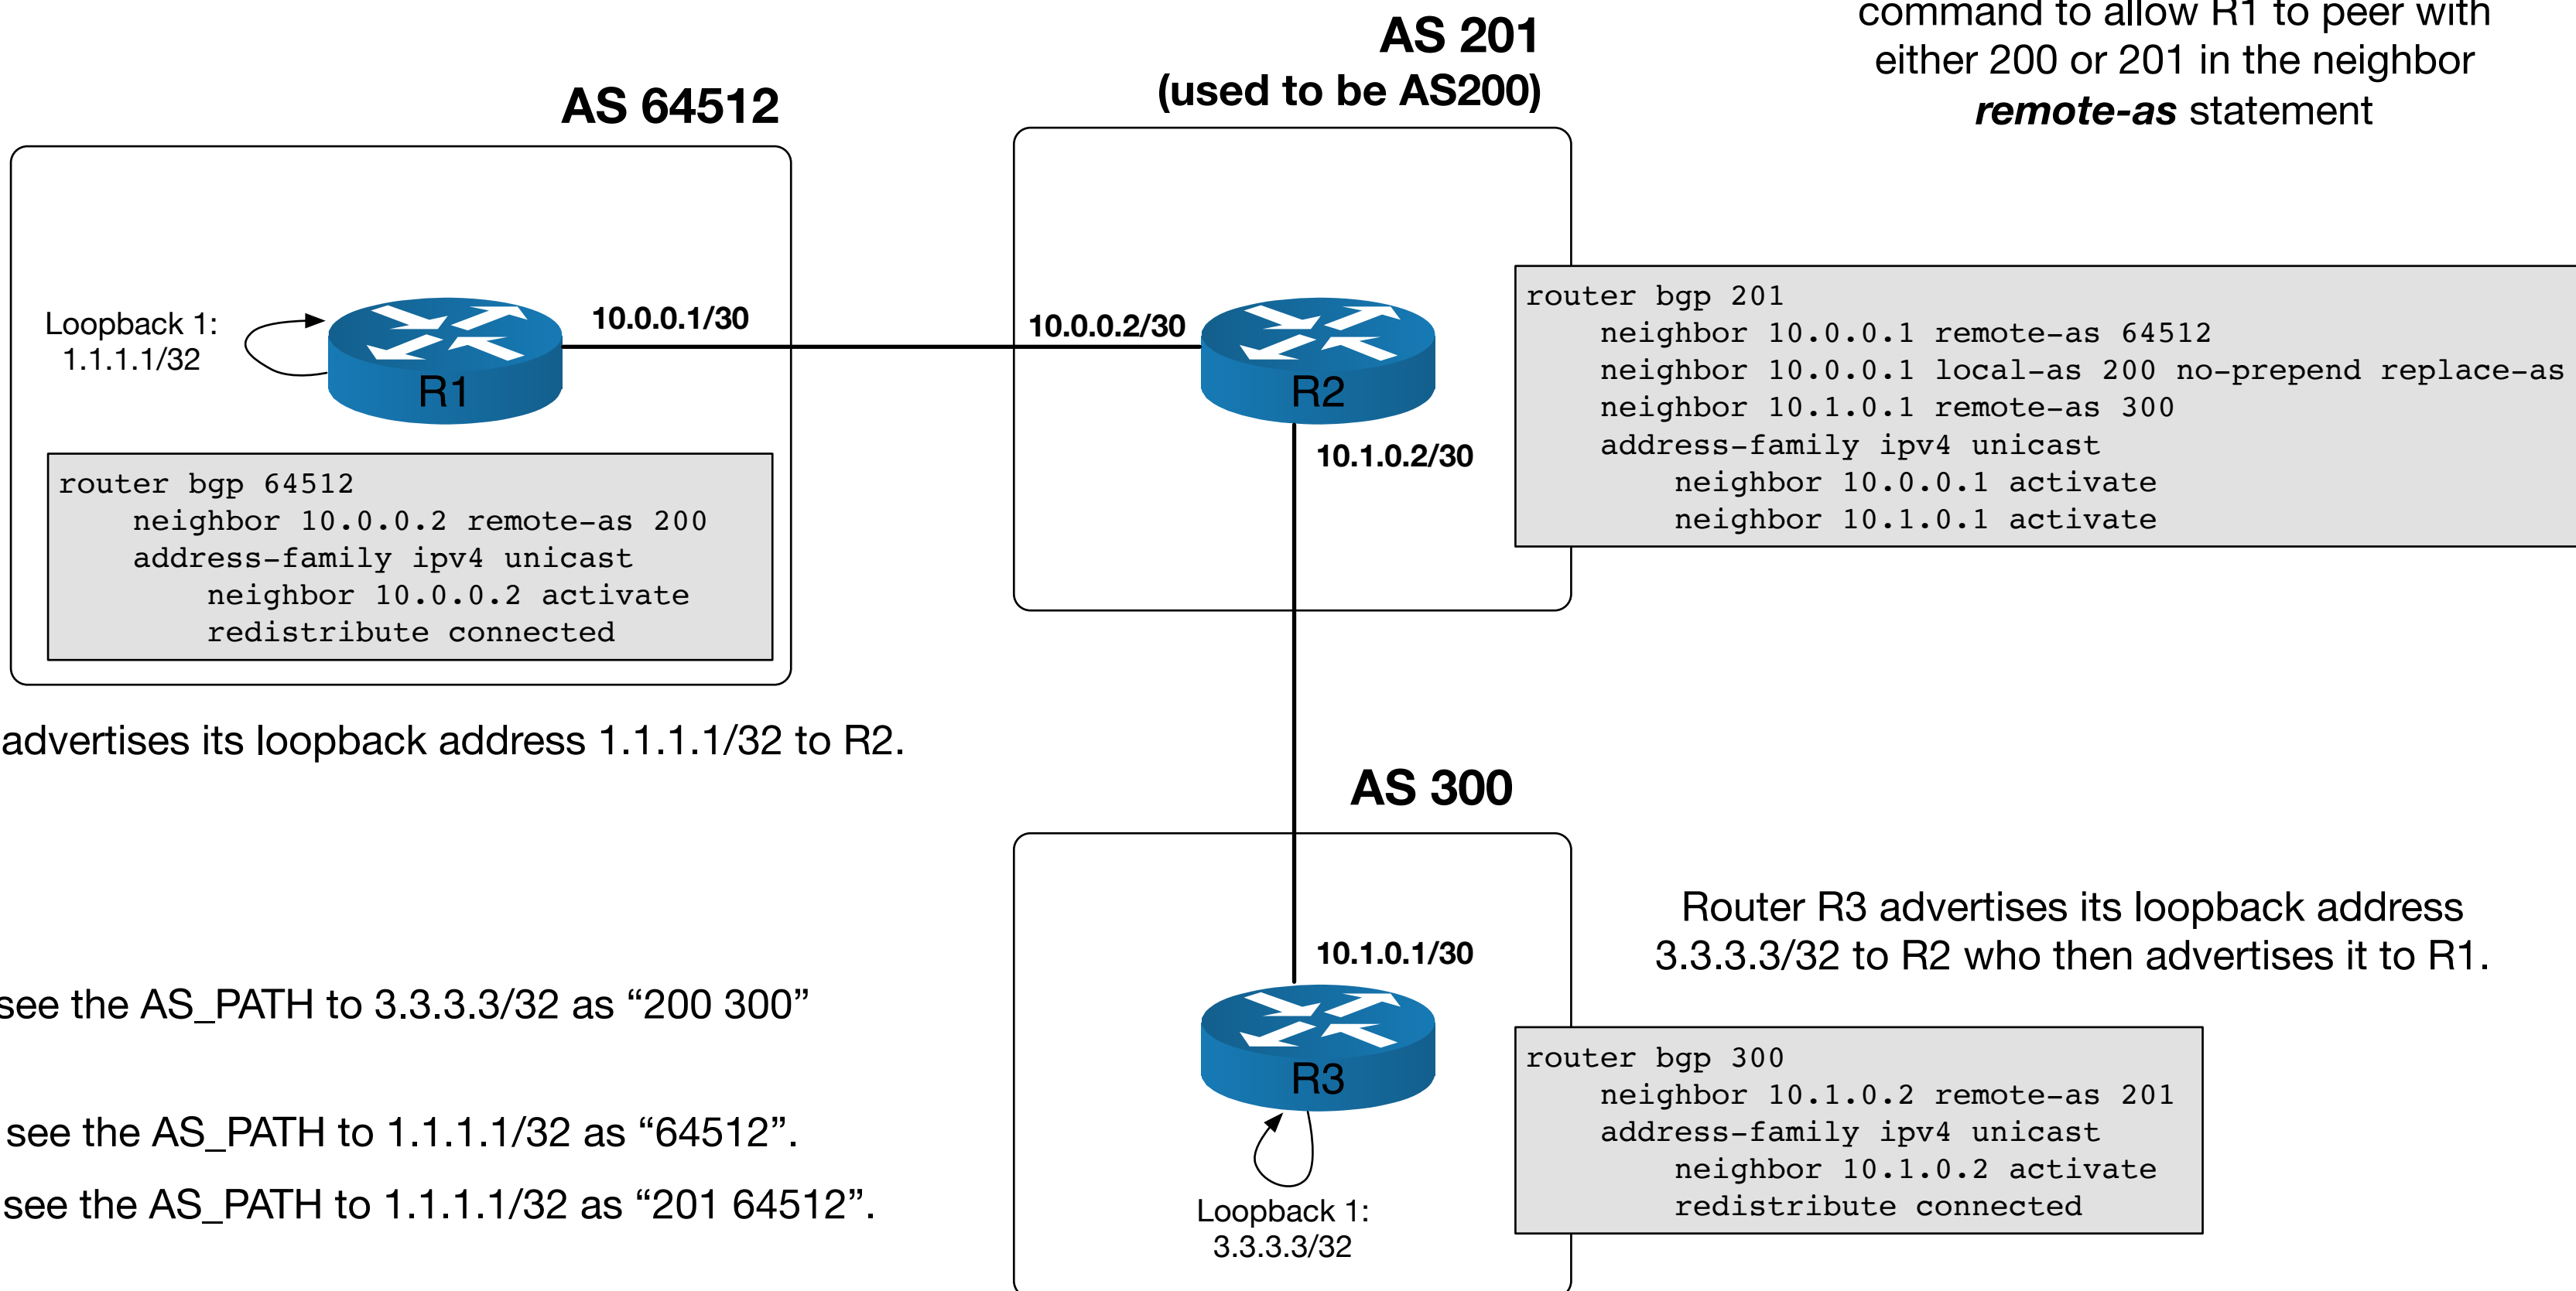 command to allow R1 to peer with
either 200 or 201 in the neighbor
remote-as statement
AS 201
(used to be AS200)
AS 64512
Loopback 1:
1.1.1.1/32
R1
10.0.0.1/30
10.0.0.2/30
R2
10.1.0.2/30
router bgp 64512
neighbor 10.0.0.2 remote-as 200
address-family ipv4 unicast
neighbor 10.0.0.2 activate
redistribute connected
router bgp 201
neighbor 10.0.0.1 remote-as 64512
neighbor 10.0.0.1 local-as 200 no-prepend replace-as
neighbor 10.1.0.1 remote-as 300
address-family ipv4 unicast
neighbor 10.0.0.1 activate
neighbor 10.1.0.1 activate
advertises its loopback address 1.1.1.1/32 to R2.
AS 300
Router R3 advertises its loopback address
3.3.3.3/32 to R2 who then advertises it to R1.
10.1.0.1/30
R3
Loopback 1:
3.3.3.3/32
router bgp 300
neighbor 10.1.0.2 remote-as 201
address-family ipv4 unicast
neighbor 10.1.0.2 activate
redistribute connected
see the AS_PATH to 3.3.3.3/32 as “200 300”
see the AS_PATH to 1.1.1.1/32 as “64512”.
see the AS_PATH to 1.1.1.1/32 as “201 64512”.